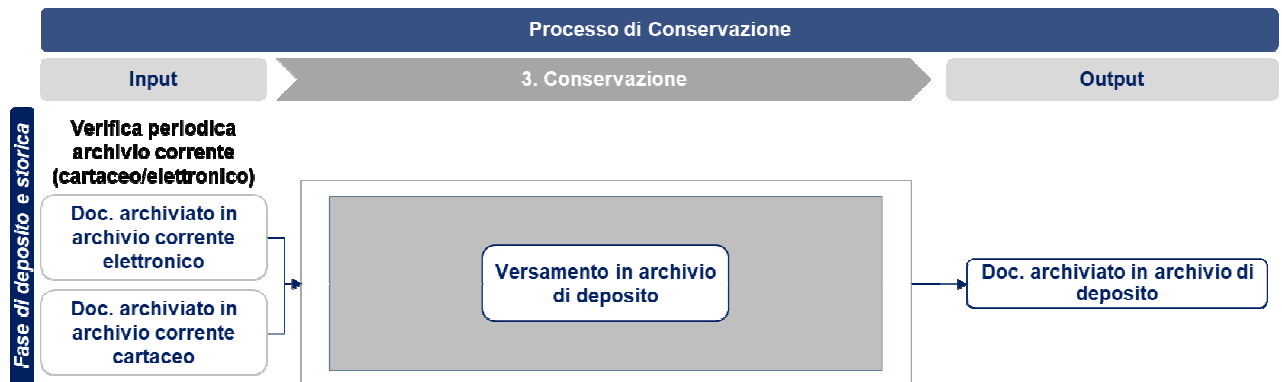 Processo di Conservazione
Input
3. Conservazione
Output
Fase di deposito e storica
Verifica periodica
archivio corrente
(cartaceo/elettronico)
Doc. archiviato in
archivio corrente
elettronico
Doc. archiviato in
archivio corrente
cartaceo
Versamento in archivio
di deposito
Doc. archiviato in archivio di
deposito